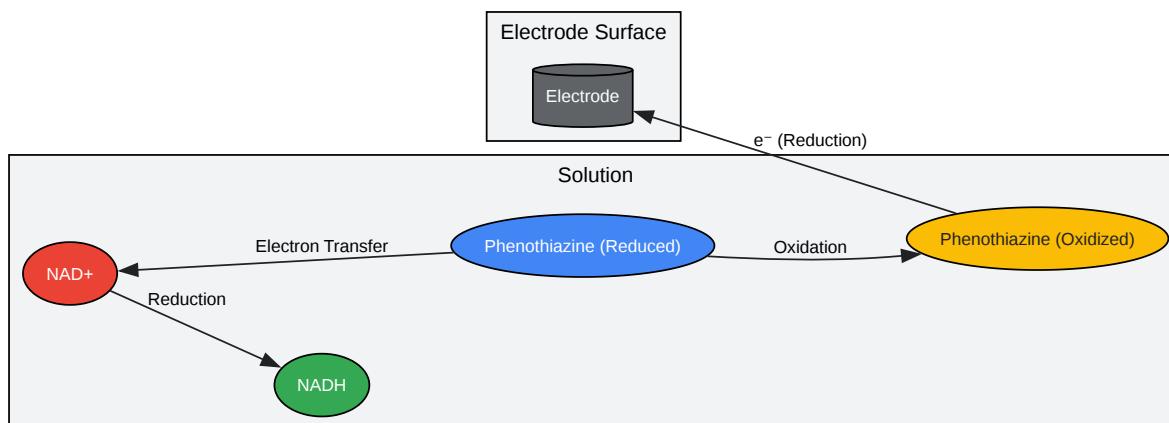 Electrode Surface
Electrode
e⁻ (Reduction)
Solution
Electron Transfer
Phenothiazine (Reduced)
Oxidation
Phenothiazine (Oxidized)
NAD+
Reduction
NADH